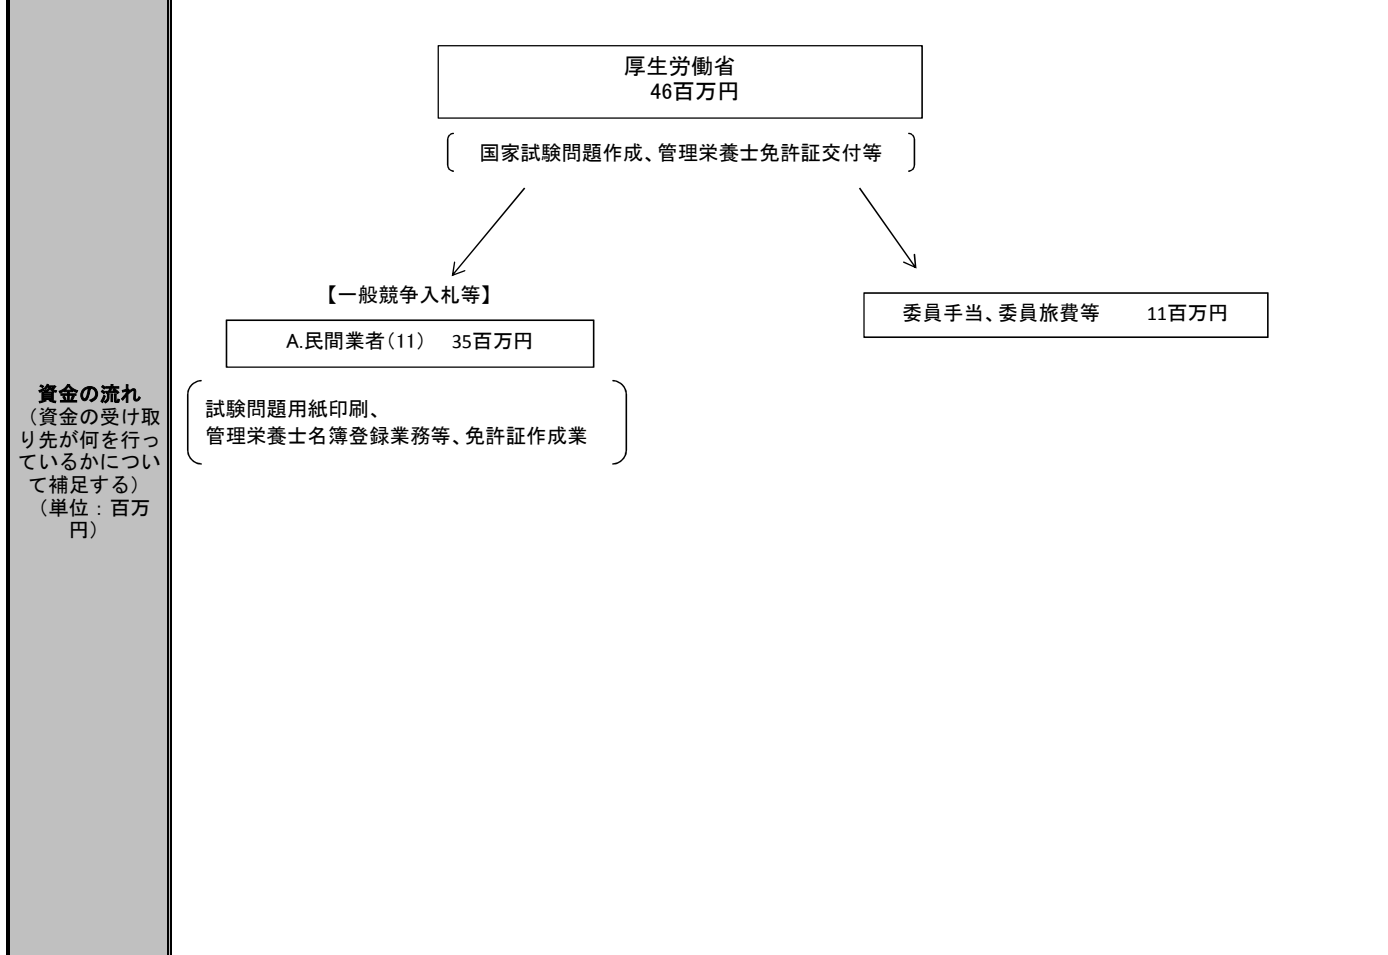 資金の流れ
（資金の受け取
り先が何を行っ
ているかについ
て補足する）
（単位：百万
円）
厚生労働省
46百万円
国家試験問題作成、管理栄養士免許証交付等
【一般競争入札等】
A.民間業者（11）　35百万円
試験問題用紙印刷、
管理栄養士名簿登録業務等、免許証作成業
委員手当、委員旅費等　　11百万円